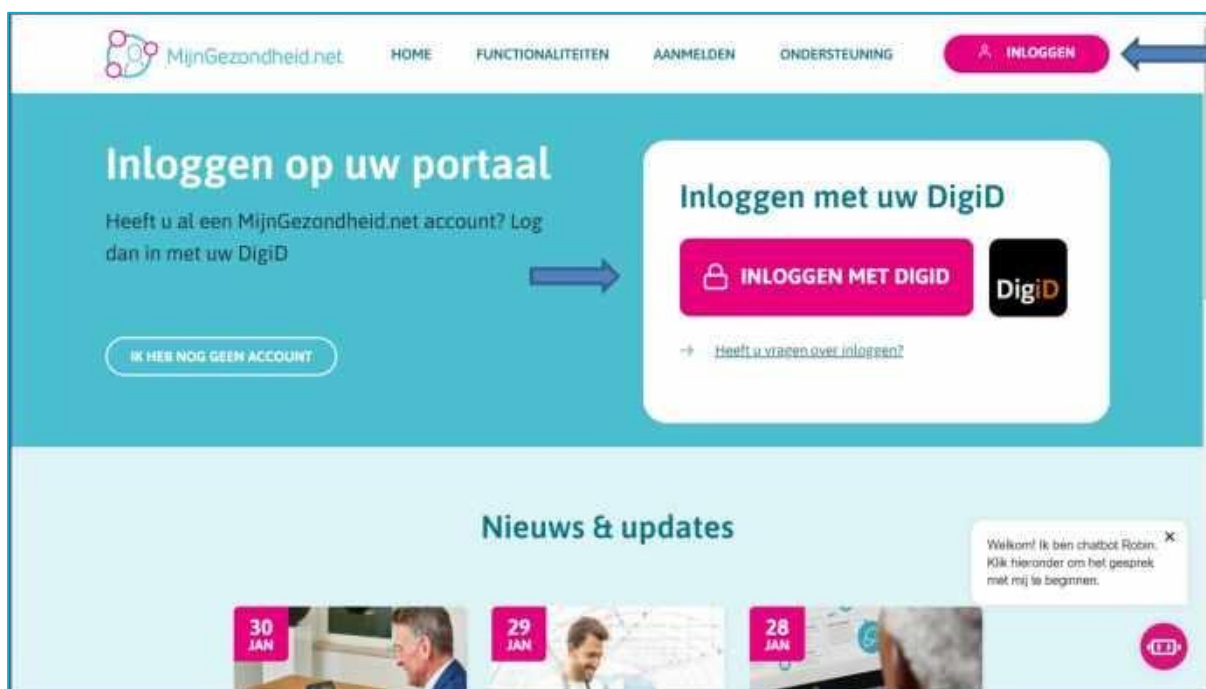 MijnGezondheid.net
HOME
FUNCTIONALITEITEN
AANMELDEN
ONDERSTEUNING
INLOGGEN
Inloggen op uw portaal
Heeft u al een MijnGezondheid.net account? Log
dan in met uw DigiD
IK HEB NOG GEEN ACCOUNT
Inloggen met uw DigiD
INLOGGEN MET DIGID
DigiD
Heeft u vragen over inloggen?
Nieuws & updates
Welkom! Ik ben chatbot Robin.
Klik hieronder om het gesprek
met mij te beginnen.
30
JAN
29
JAN
28
JAN